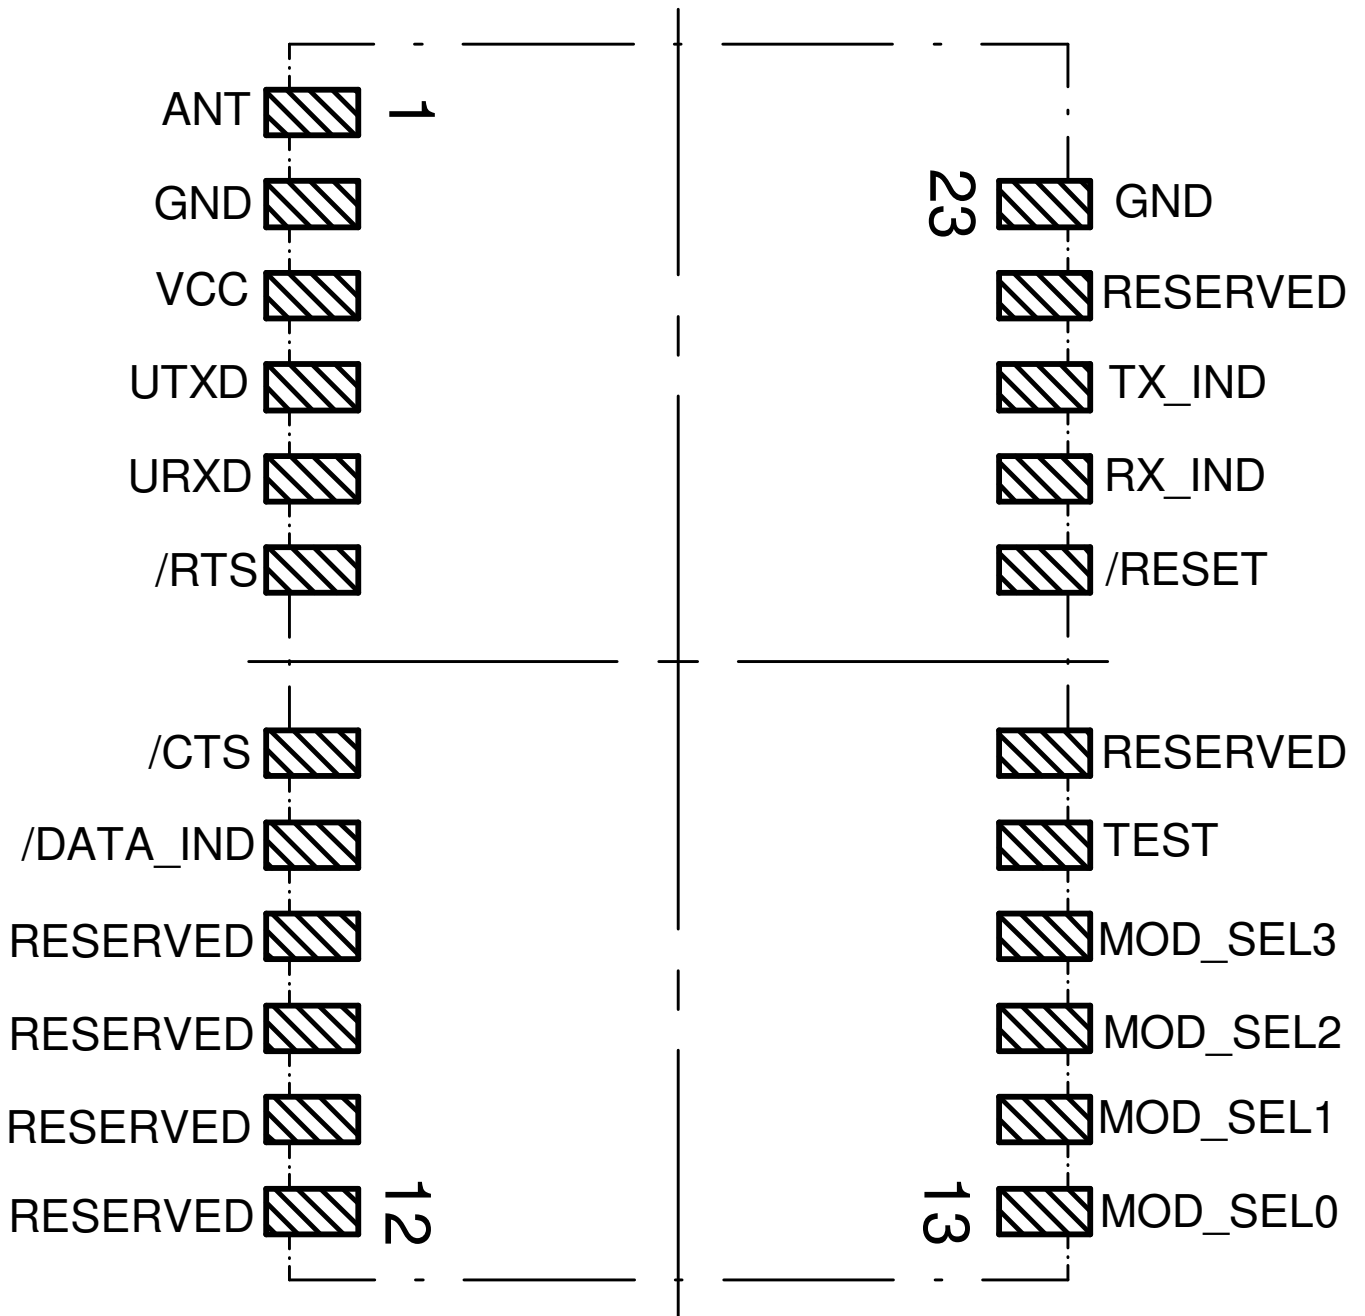 ANT
1
GND
VCC
UTXD
URXD
/RTS
/CTS
/DATA_IND
RESERVED
RESERVED
RESERVED
RESERVED
12
23
GND
RESERVED
TX_IND
RX_IND
/RESET
RESERVED
TEST
MOD_SEL3
MOD_SEL2
MOD_SEL1
13
MOD_SEL0